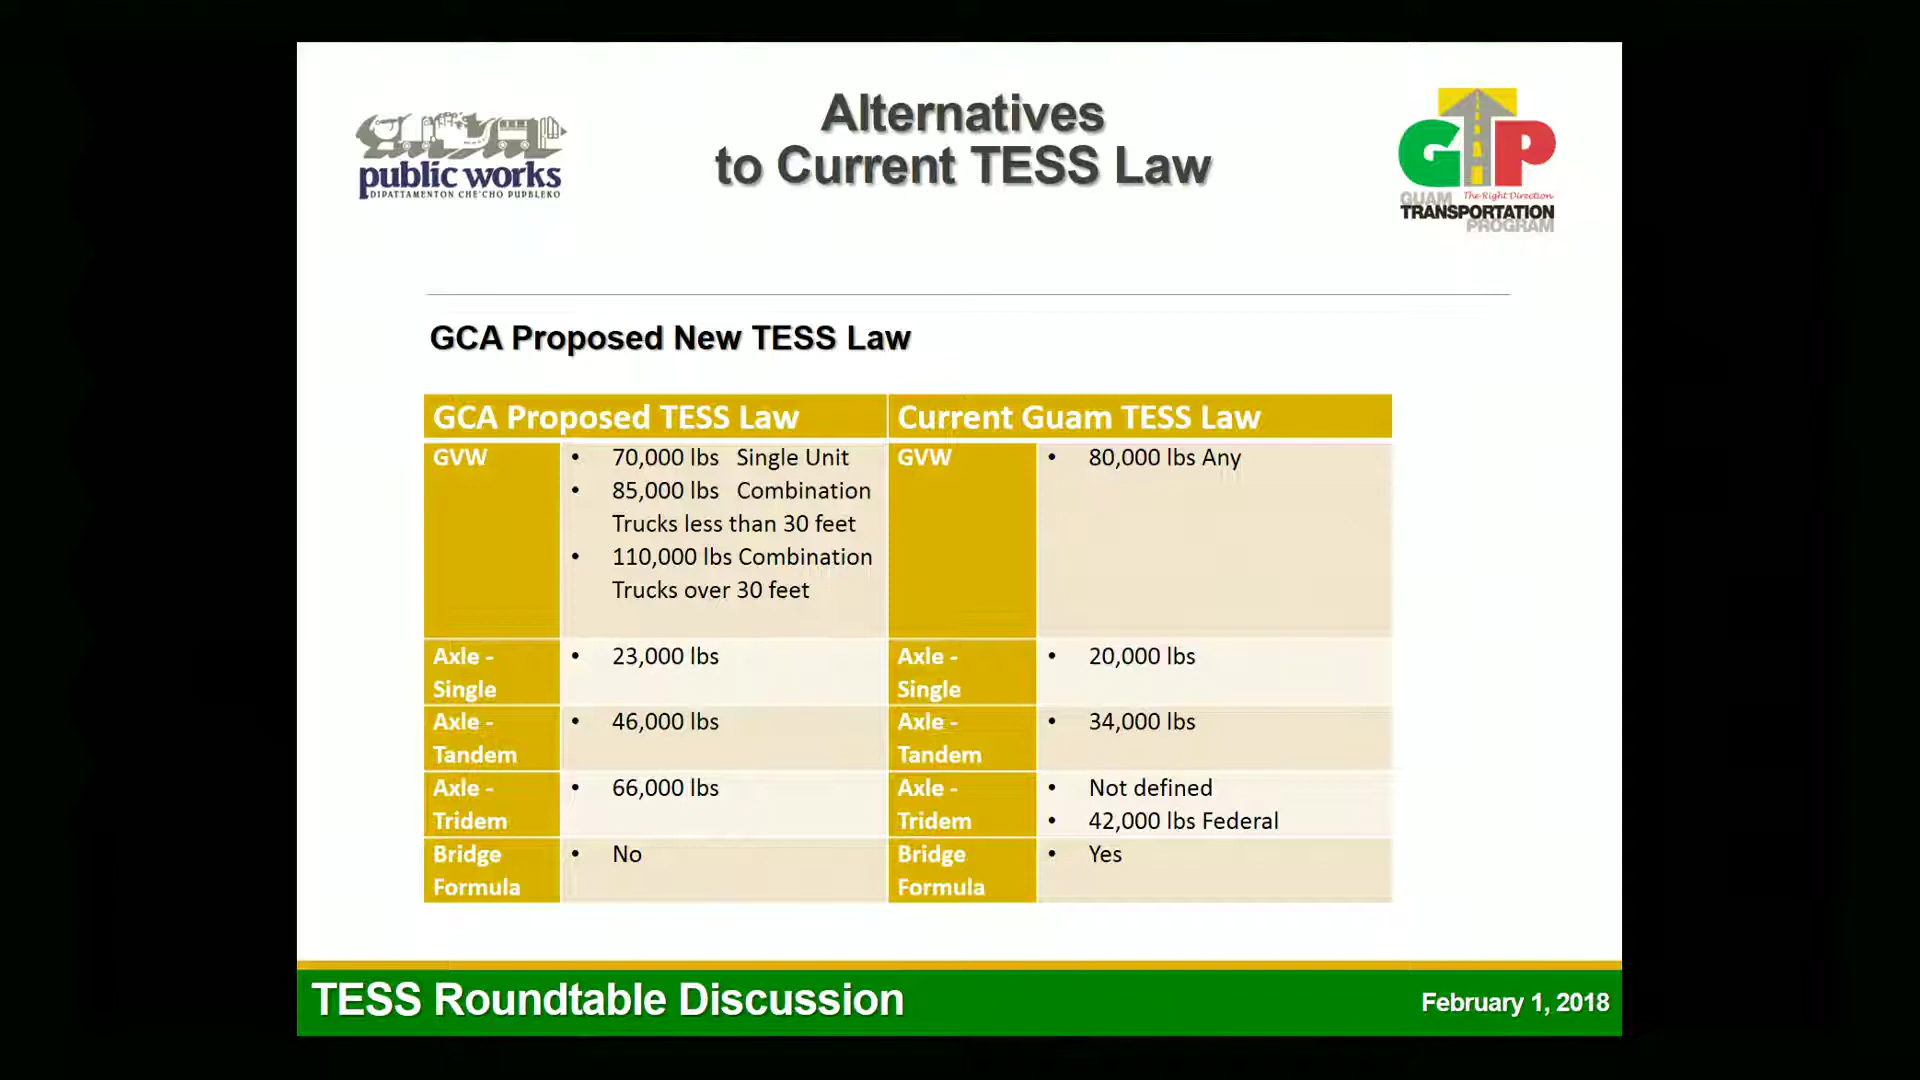 Alternatives
to Current TESS Law
public works
DIPATTAMENTON CHE'CHO PUPBLEKO
GTP
The Right Direction
GUAM
TRANSPORTATION
PROGRAM
GCA Proposed New TESS Law
GCA Proposed TESS Law Current Guam TESS Law
GVW • 70,000 lbs Single Unit GVW • 80,000 lbs Any
• 85,000 lbs Combination
Trucks less than 30 feet
• 110,000 lbs Combination
Trucks over 30 feet
Axle - • 23,000 lbs Axle - • 20,000 lbs
Single Single
Axle - • 46,000 lbs Axle - • 34,000 lbs
Tandem Tandem
Axle - • 66,000 lbs Axle - • Not defined
Tridem Tridem • 42,000 lbs Federal
Bridge • No Bridge • Yes
Formula Formula
TESS Roundtable Discussion February 1, 2018